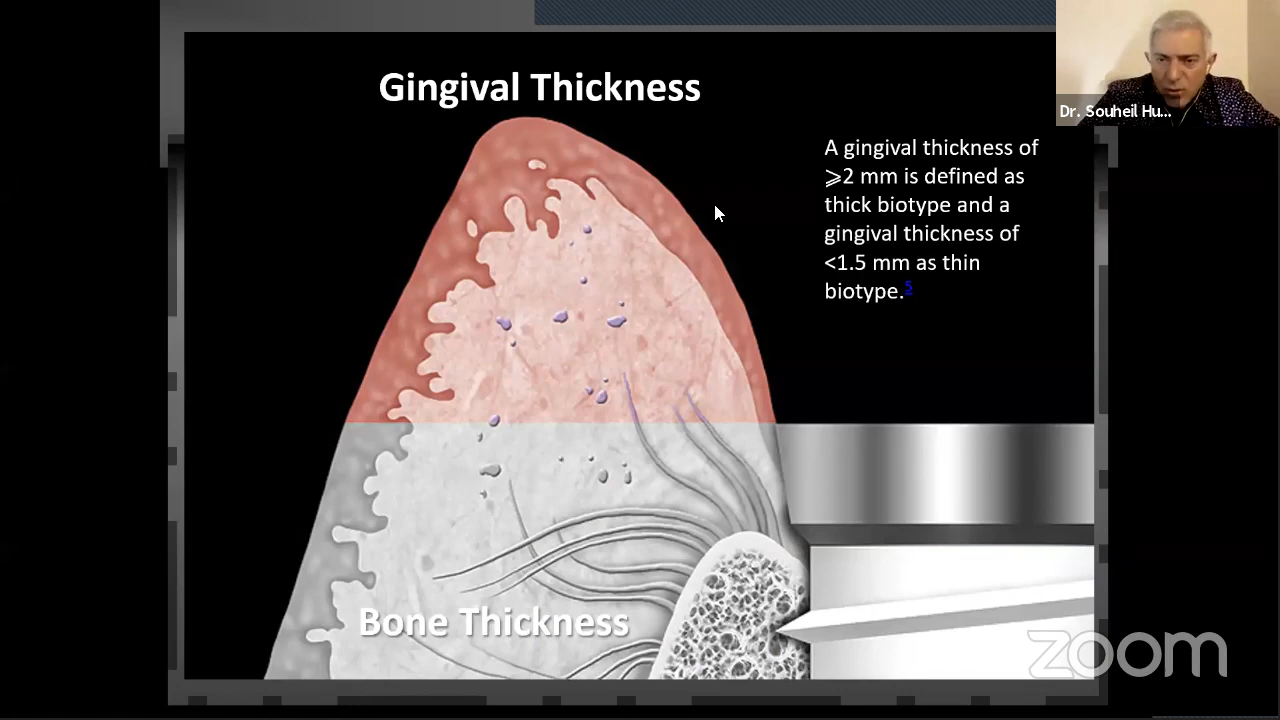 Gingival Thickness
Dr. Souheil Hu...
A gingival thickness of
⩾2 mm is defined as
thick biotype and a
gingival thickness of
<1.5 mm as thin
biotype.5
Bone Thickness
zoom